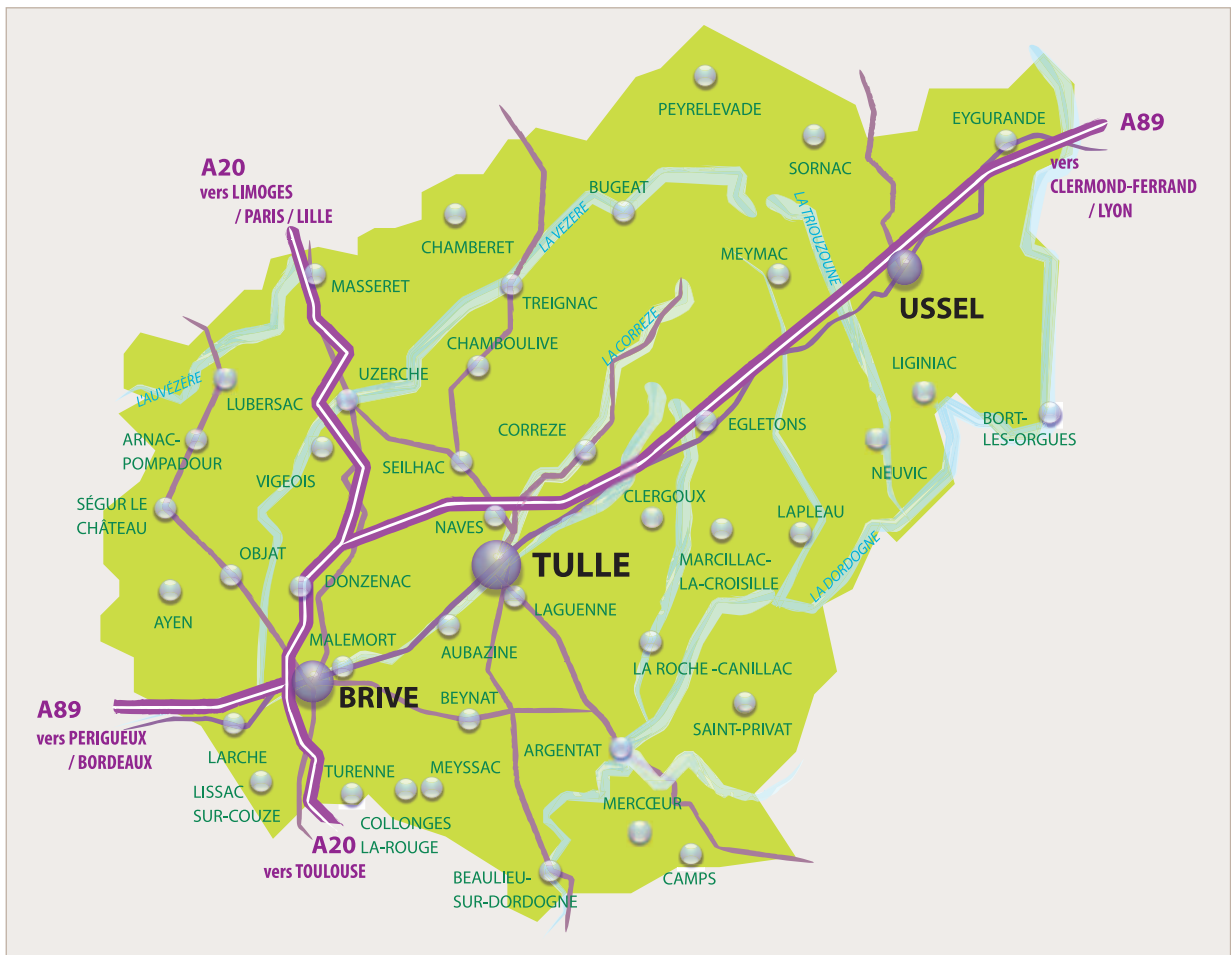 PEYRELEVADE
EYGURANDE
A89
vers
CLERMOND-FERRAND
/ LYON
SORNAC
A20
vers LIMOGES
/ PARIS / LILLE
BUGEAT
LA TRIOUZOUNE
CHAMBERET
LA VEZERE
MEYMAC
MASSERET
TREIGNAC
USSEL
CHAMBOULIVE
LA CORREZE
L'AUVÉZÈRE
UZERCHE
LIGINIAC
LUBERSAC
BORT-
LES-ORGUES
EGLETONS
CORREZE
ARNAC-
POMPADOUR
SEILHAC
VIGEOIS
NEUVIC
CLERGOUX
SÉGUR LE
CHÂTEAU
NAVES
LAPLEAU
OBJAT
MARCILLAC-
LA-CROISILLE
LA DORDOGNE
TULLE
DONZENAC
LAGUENNE
AYEN
MALEMORT
AUBAZINE
LA ROCHE -CANILLAC
BRIVE
BEYNAT
A89
vers PERIGUEUX
/ BORDEAUX
SAINT-PRIVAT
LARCHE
ARGENTAT
TURENNE
MEYSSAC
LISSAC
SUR-COUZE
MERCŒUR
COLLONGES
LA-ROUGE
A20
vers TOULOUSE
BEAULIEU-
SUR-DORDOGNE
CAMPS